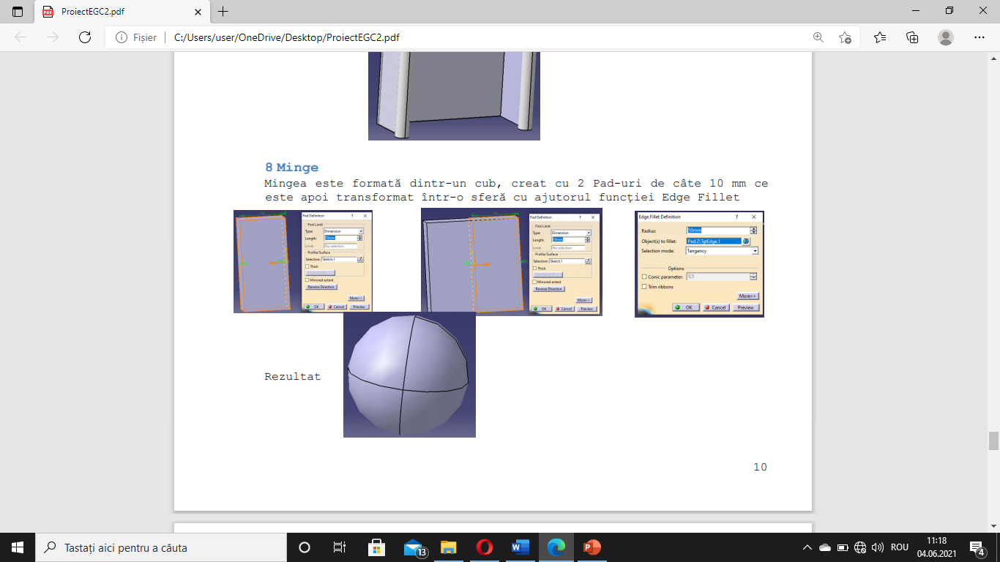 ProiectEGC2.pdf
Fișier
C:/Users/user/OneDrive/Desktop/ProiectEGC2.pdf
8 Minge
Mingea este formată dintr-un cub, creat cu 2 Pad-uri de câte 10 mm ce
este apoi transformat într-o sferă cu ajutorul funcției Edge Fillet
Pad Definition
First Limit
Type: Dimension
Length: 10mm
Limit: No selection
Profile/Surface
Selection: Sketch.1
Thick
Mirrored extent
Reverse Direction
More>>
OK Cancel Preview
Pad Definition
First Limit
Type: Dimension
Length: 10mm
Limit: No selection
Profile/Surface
Selection: Sketch.1
Thick
Mirrored extent
Reverse Direction
More>>
OK Cancel Preview
Edge Fillet Definition
Radius: 10mm
Object(s) to fillet: Pad.2\TgtEdge.1
Selection mode: Tangency
Options
Conic parameter: 0,5
Trim ribbons
More>>
OK Cancel Preview
Rezultat
10
Tastați aici pentru a căuta
13
ROU
11:18
04.06.2021
4